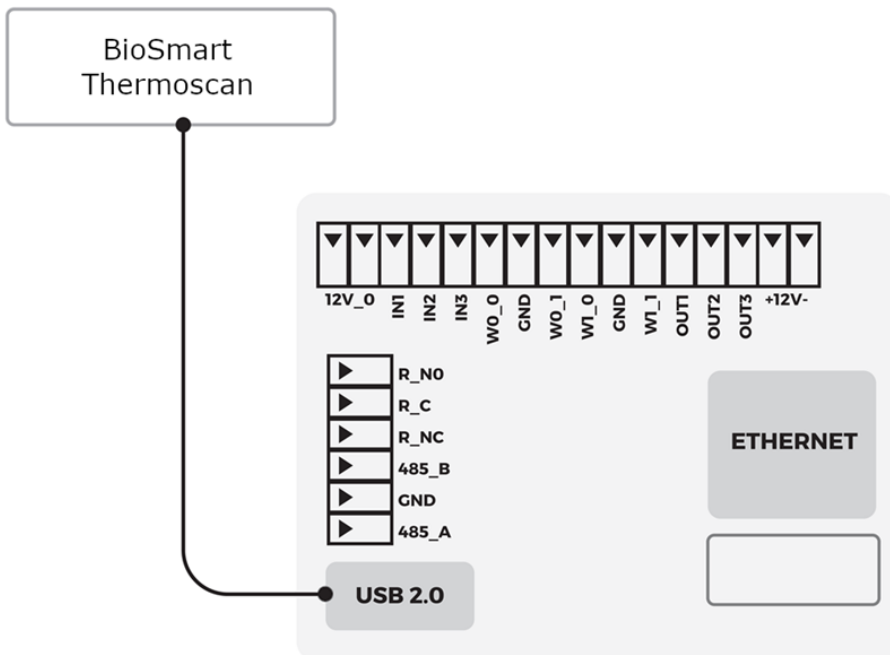 BioSmart
Thermoscan
12V_0
IN1
IN2
IN3
W0_0
GND
W0_1
W1_0
GND
W1_1
OUT1
OUT2
OUT3
+12V-
R_N0
R_C
R_NC
485_B
GND
485_A
ETHERNET
USB 2.0